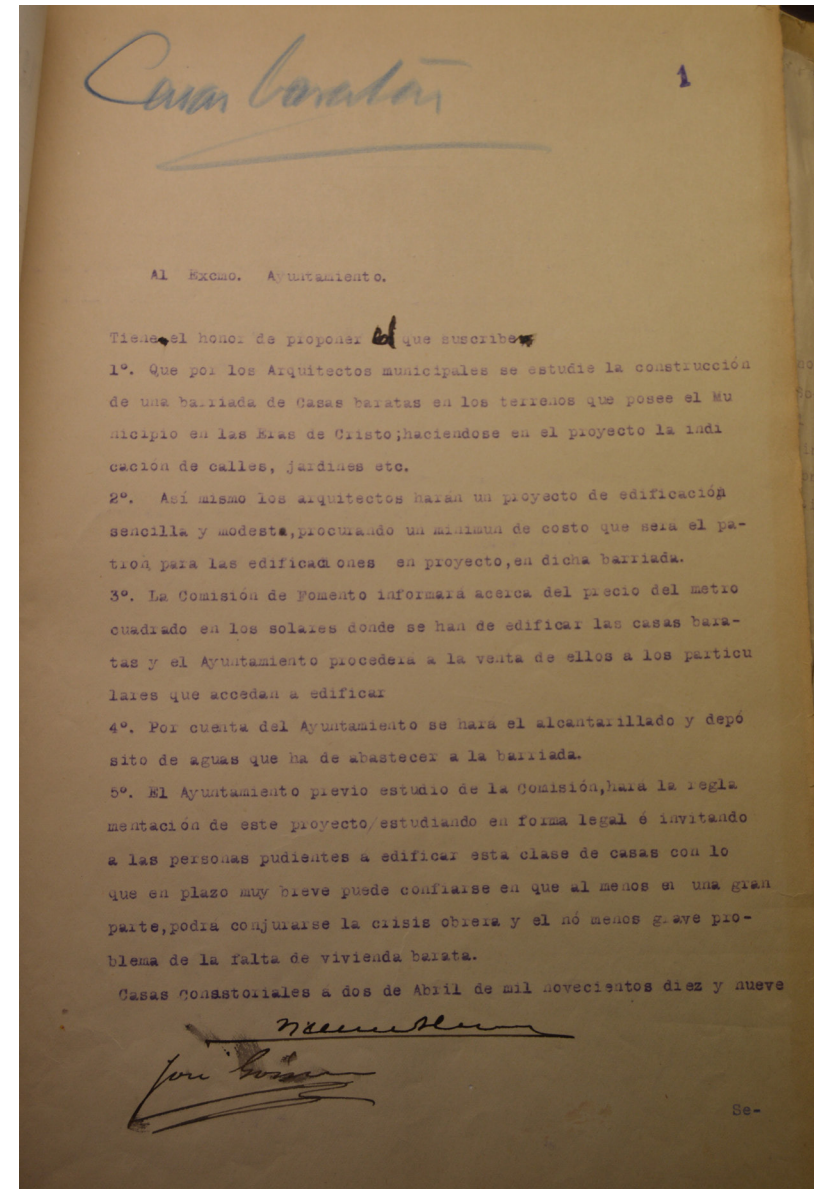 Casas baratas
1
Al Excmo. Ayuntamiento.
Tienen el honor de proponer los que suscriben
1º. Que por los Arquitectos municipales se estudie la construcción
de una barriada de Casas baratas en los terrenos que posee el Mu
nicipio en las Eras de Cristo;haciendose en el proyecto la indi
cación de calles, jardines etc.
2º. Así mismo los arquitectos harán un proyecto de edificación
sencilla y modesta,procurando un minimun de costo que será el pa-
tron para las edificaciones en proyecto,en dicha barriada.
3º. La Comisión de Fomento informará acerca del precio del metro
cuadrado en los solares donde se han de edificar las casas bara-
tas y el Ayuntamiento procederá a la venta de ellos a los particu
lares que accedan a edificar
4º. Por cuenta del Ayuntamiento se hará el alcantarillado y depó
sito de aguas que ha de abastecer a la barriada.
5º. El Ayuntamiento previo estudio de la Comisión,hará la regla
mentación de este proyecto/estudiando en forma legal é invitando
a las personas pudientes a edificar esta clase de casas con lo
que en plazo muy breve puede confiarse en que al menos en una gran
parte,podrá conjurarse la crisis obrera y el nó menos grave pro-
blema de la falta de vivienda barata.
Casas Consistoriales a dos de Abril de mil novecientos diez y nueve
José
Se-